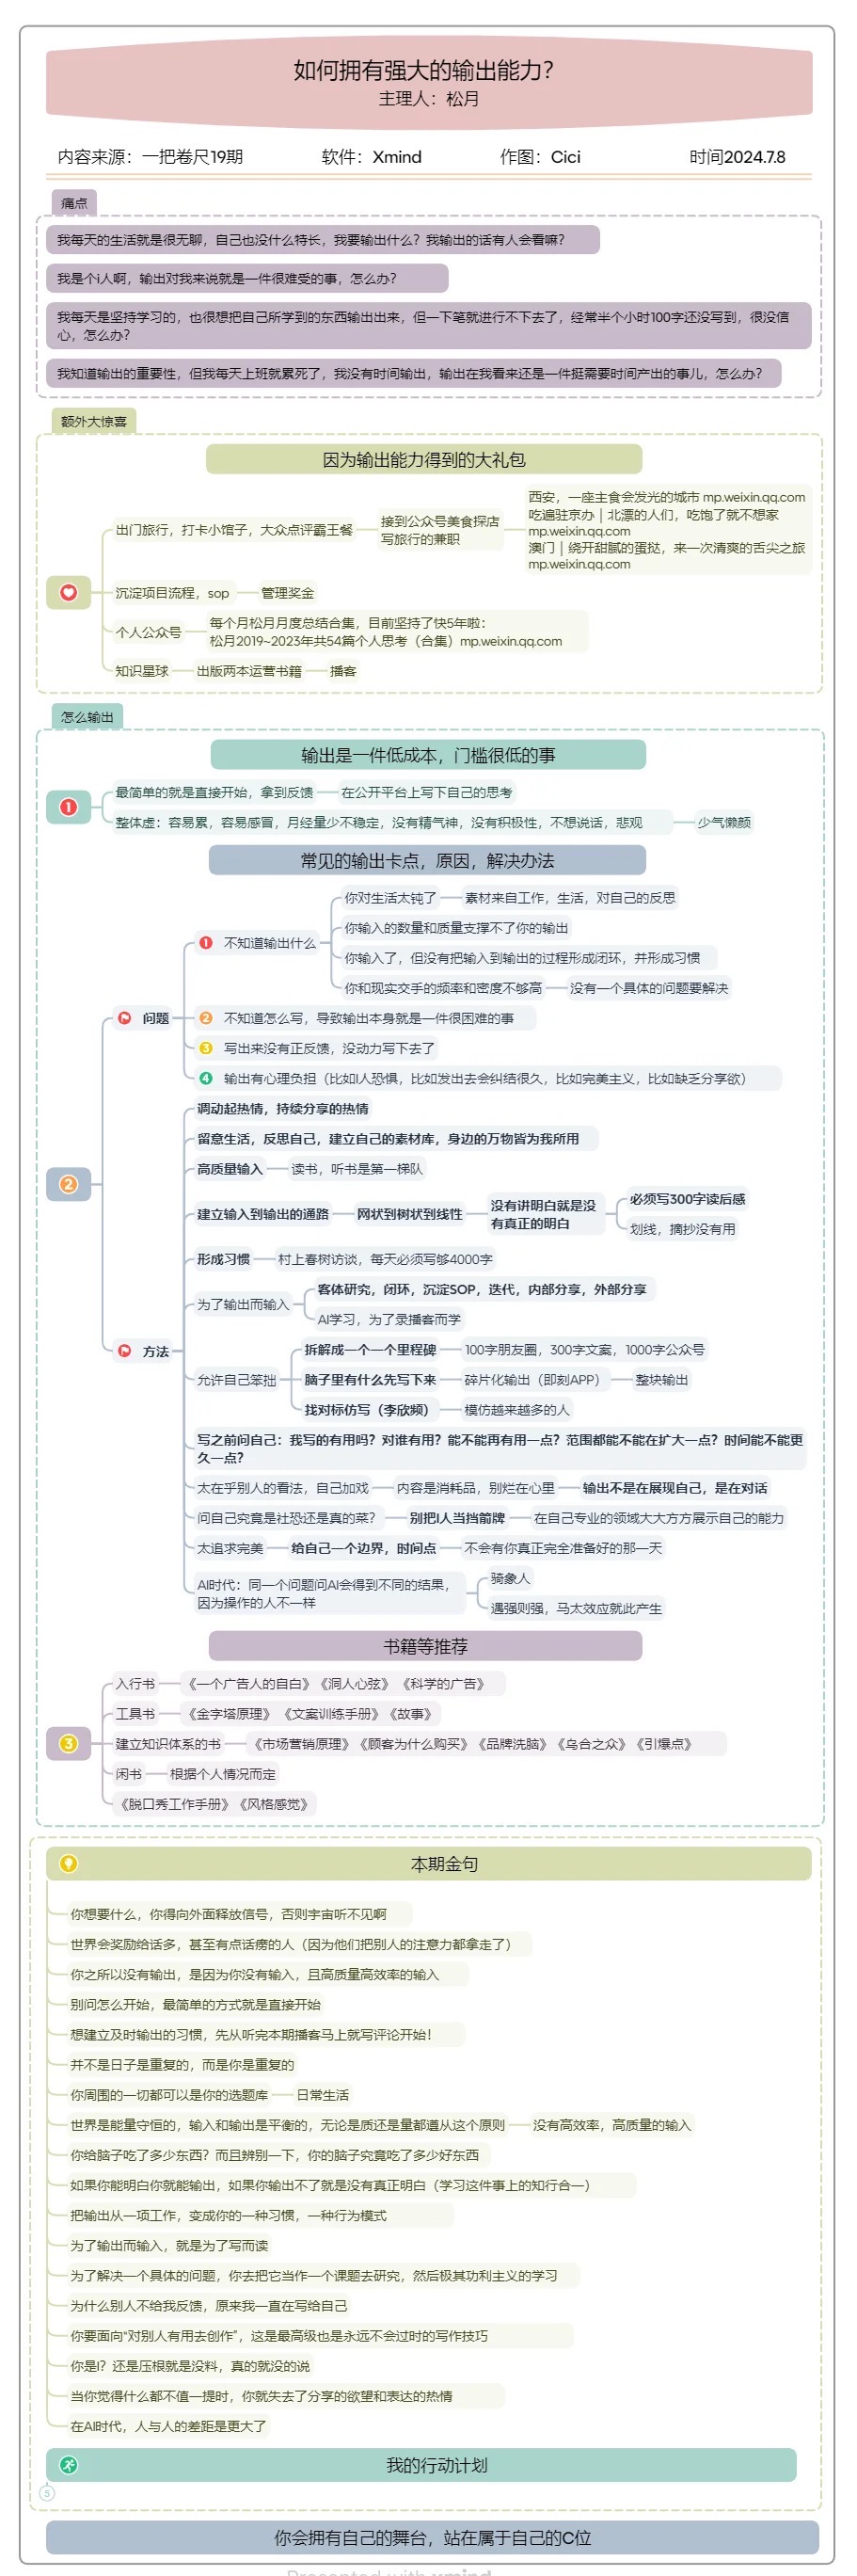 如何拥有强大的输出能力？
主理人：松月
内容来源：一把卷尺19期
软件：Xmind
作图：Cici
时间2024.7.8
痛点
我每天的生活就是很无聊，自己也没什么特长，我要输出什么？我输出的话有人会看嘛？
我是个i人啊，输出对我来说就是一件很难受的事，怎么办？
我每天是坚持学习的，也很想把自己所学到的东西输出出来，但一下笔就进行不下去了，经常半个小时100字还没写到，很没信
心，怎么办？
我知道输出的重要性，但我每天上班就累死了，我没有时间输出，输出在我看来还是一件挺需要时间产出的事儿，怎么办？
额外大惊喜
因为输出能力得到的大礼包
出门旅行，打卡小馆子，大众点评霸王餐
接到公众号美食探店
写旅行的兼职
西安，一座主食会发光的城市 mp.weixin.qq.com
吃遍驻京办｜北漂的人们，吃饱了就不想家
mp.weixin.qq.com
澳门｜绕开甜腻的蛋挞，来一次清爽的舌尖之旅
mp.weixin.qq.com
沉淀项目流程，sop
管理奖金
个人公众号
每个月松月月度总结合集，目前坚持了快5年啦：
松月2019~2023年共54篇个人思考（合集）mp.weixin.qq.com
知识星球
出版两本运营书籍
播客
怎么输出
输出是一件低成本，门槛很低的事
1
最简单的就是直接开始，拿到反馈
在公开平台上写下自己的思考
整体虚：容易累，容易感冒，月经量少不稳定，没有精气神，没有积极性，不想说话，悲观
少气懒颜
常见的输出卡点，原因，解决办法
2
问题
1
不知道输出什么
你对生活太钝了
素材来自工作，生活，对自己的反思
你输入的数量和质量支撑不了你的输出
你输入了，但没有把输入到输出的过程形成闭环，并形成习惯
你和现实交手的频率和密度不够高
没有一个具体的问题要解决
2
不知道怎么写，导致输出本身就是一件很困难的事
3
写出来没有正反馈，没动力写下去了
4
输出有心理负担（比如I人恐惧，比如发出去会纠结很久，比如完美主义，比如缺乏分享欲）
方法
调动起热情，持续分享的热情
留意生活，反思自己，建立自己的素材库，身边的万物皆为我所用
高质量输入
读书，听书是第一梯队
建立输入到输出的通路
网状到树状到线性
没有讲明白就是没
有真正的明白
必须写300字读后感
划线，摘抄没有用
形成习惯
村上春树访谈，每天必须写够4000字
为了输出而输入
客体研究，闭环，沉淀SOP，迭代，内部分享，外部分享
AI学习，为了录播客而学
允许自己笨拙
拆解成一个一个里程碑
100字朋友圈，300字文案，1000字公众号
脑子里有什么先写下来
碎片化输出（即刻APP）
整块输出
找对标仿写（李欣频）
模仿越来越多的人
写之前问自己：我写的有用吗？对谁有用？能不能再有用一点？范围都能不能在扩大一点？时间能不能更
久一点？
太在乎别人的看法，自己加戏
内容是消耗品，别烂在心里
输出不是在展现自己，是在对话
问自己究竟是社恐还是真的菜？
别把I人当挡箭牌
在自己专业的领域大大方方展示自己的能力
太追求完美
给自己一个边界，时间点
不会有你真正完全准备好的那一天
AI时代：同一个问题问AI会得到不同的结果，
因为操作的人不一样
骑象人
遇强则强，马太效应就此产生
书籍等推荐
3
入行书
《一个广告人的自白》《洞人心弦》《科学的广告》
工具书
《金字塔原理》《文案训练手册》《故事》
建立知识体系的书
《市场营销原理》《顾客为什么购买》《品牌洗脑》《乌合之众》《引爆点》
闲书
根据个人情况而定
《脱口秀工作手册》《风格感觉》
本期金句
你想要什么，你得向外面释放信号，否则宇宙听不见啊
世界会奖励给话多，甚至有点话痨的人（因为他们把别人的注意力都拿走了）
你之所以没有输出，是因为你没有输入，且高质量高效率的输入
别问怎么开始，最简单的方式就是直接开始
想建立及时输出的习惯，先从听完本期播客马上就写评论开始！
并不是日子是重复的，而是你是重复的
你周围的一切都可以是你的选题库
日常生活
世界是能量守恒的，输入和输出是平衡的，无论是质还是量都遵从这个原则
没有高效率，高质量的输入
你给脑子吃了多少东西？而且辨别一下，你的脑子究竟吃了多少好东西
如果你能明白你就能输出，如果你输出不了就是没有真正明白（学习这件事上的知行合一）
把输出从一项工作，变成你的一种习惯，一种行为模式
为了输出而输入，就是为了写而读
为了解决一个具体的问题，你去把它当作一个课题去研究，然后极其功利主义的学习
为什么别人不给我反馈，原来我一直在写给自己
你要面向“对别人有用去创作”，这是最高级也是永远不会过时的写作技巧
你是I？还是压根就是没料，真的就没的说
当你觉得什么都不值一提时，你就失去了分享的欲望和表达的热情
在AI时代，人与人的差距是更大了
我的行动计划
5
你会拥有自己的舞台，站在属于自己的C位
Presented with xmind